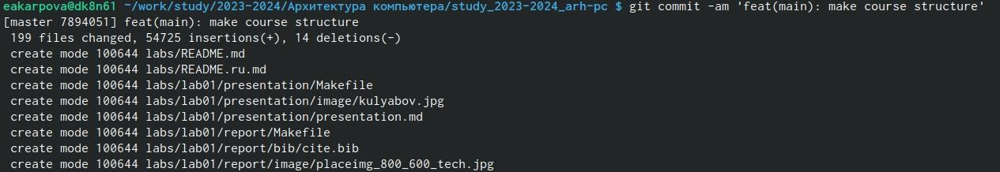 eakarpova@dk8n61 ~/work/study/2023-2024/Архитектура компьютера/study_2023-2024_arh-pc $ git commit -am 'feat(main): make course structure'
[master 7894051] feat(main): make course structure
 199 files changed, 54725 insertions(+), 14 deletions(-)
 create mode 100644 labs/README.md
 create mode 100644 labs/README.ru.md
 create mode 100644 labs/lab01/presentation/Makefile
 create mode 100644 labs/lab01/presentation/image/kulyabov.jpg
 create mode 100644 labs/lab01/presentation/presentation.md
 create mode 100644 labs/lab01/report/Makefile
 create mode 100644 labs/lab01/report/bib/cite.bib
 create mode 100644 labs/lab01/report/image/placeimg_800_600_tech.jpg